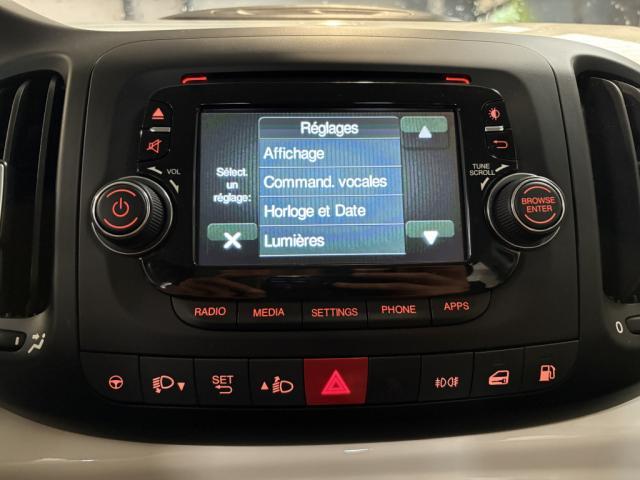 Réglages
Affichage
Command. vocales
Horloge et Date
Lumières
Sélect.
un
réglage:
VOL
TUNE
SCROLL
BROWSE
ENTER
RADIO
MEDIA
SETTINGS
PHONE
APPS
SET
0